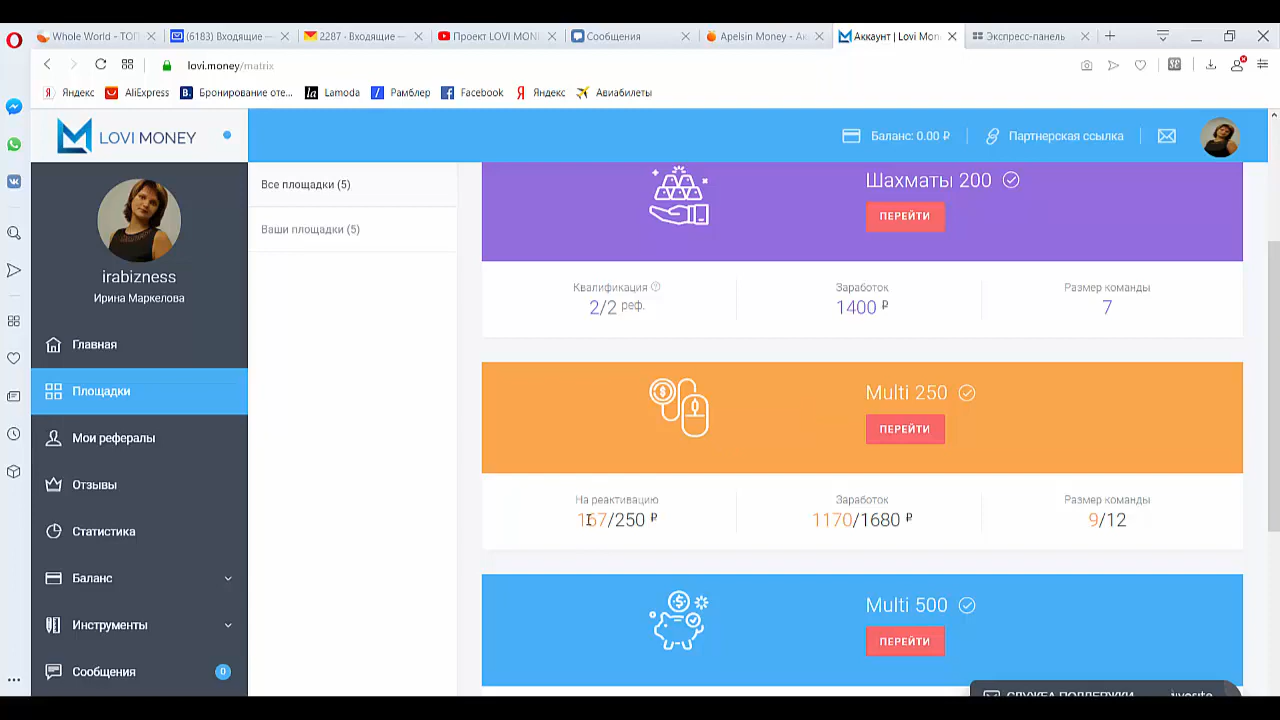 Whole World - ТОП
(6183) Входящие —
2287 - Входящие —
Проект LOVI MONI
Сообщения
Apelsin Money - Ак
Аккаунт | Lovi Mon
Экспресс-панель
lovi.money/matrix
Яндекс
AliExpress
Бронирование оте...
Lamoda
Рамблер
Facebook
Яндекс
Авиабилеты
LOVI MONEY
Баланс: 0.00 ₽
Партнерская ссылка
irabizness
Ирина Маркелова
Главная
Площадки
Мои рефералы
Отзывы
Статистика
Баланс
Инструменты
Сообщения
0
Все площадки (5)
Ваши площадки (5)
Шахматы 200
ПЕРЕЙТИ
Квалификация
2/2 реф.
Заработок
1400 ₽
Размер команды
7
Multi 250
ПЕРЕЙТИ
На реактивацию
167/250 ₽
Заработок
1170/1680 ₽
Размер команды
9/12
Multi 500
ПЕРЕЙТИ
СЛУЖБА ПОДДЕРЖКИ